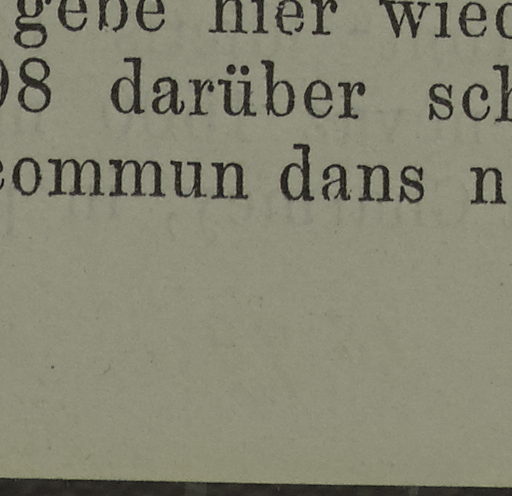 gebe hier wied
98 darüber sch
commun dans n